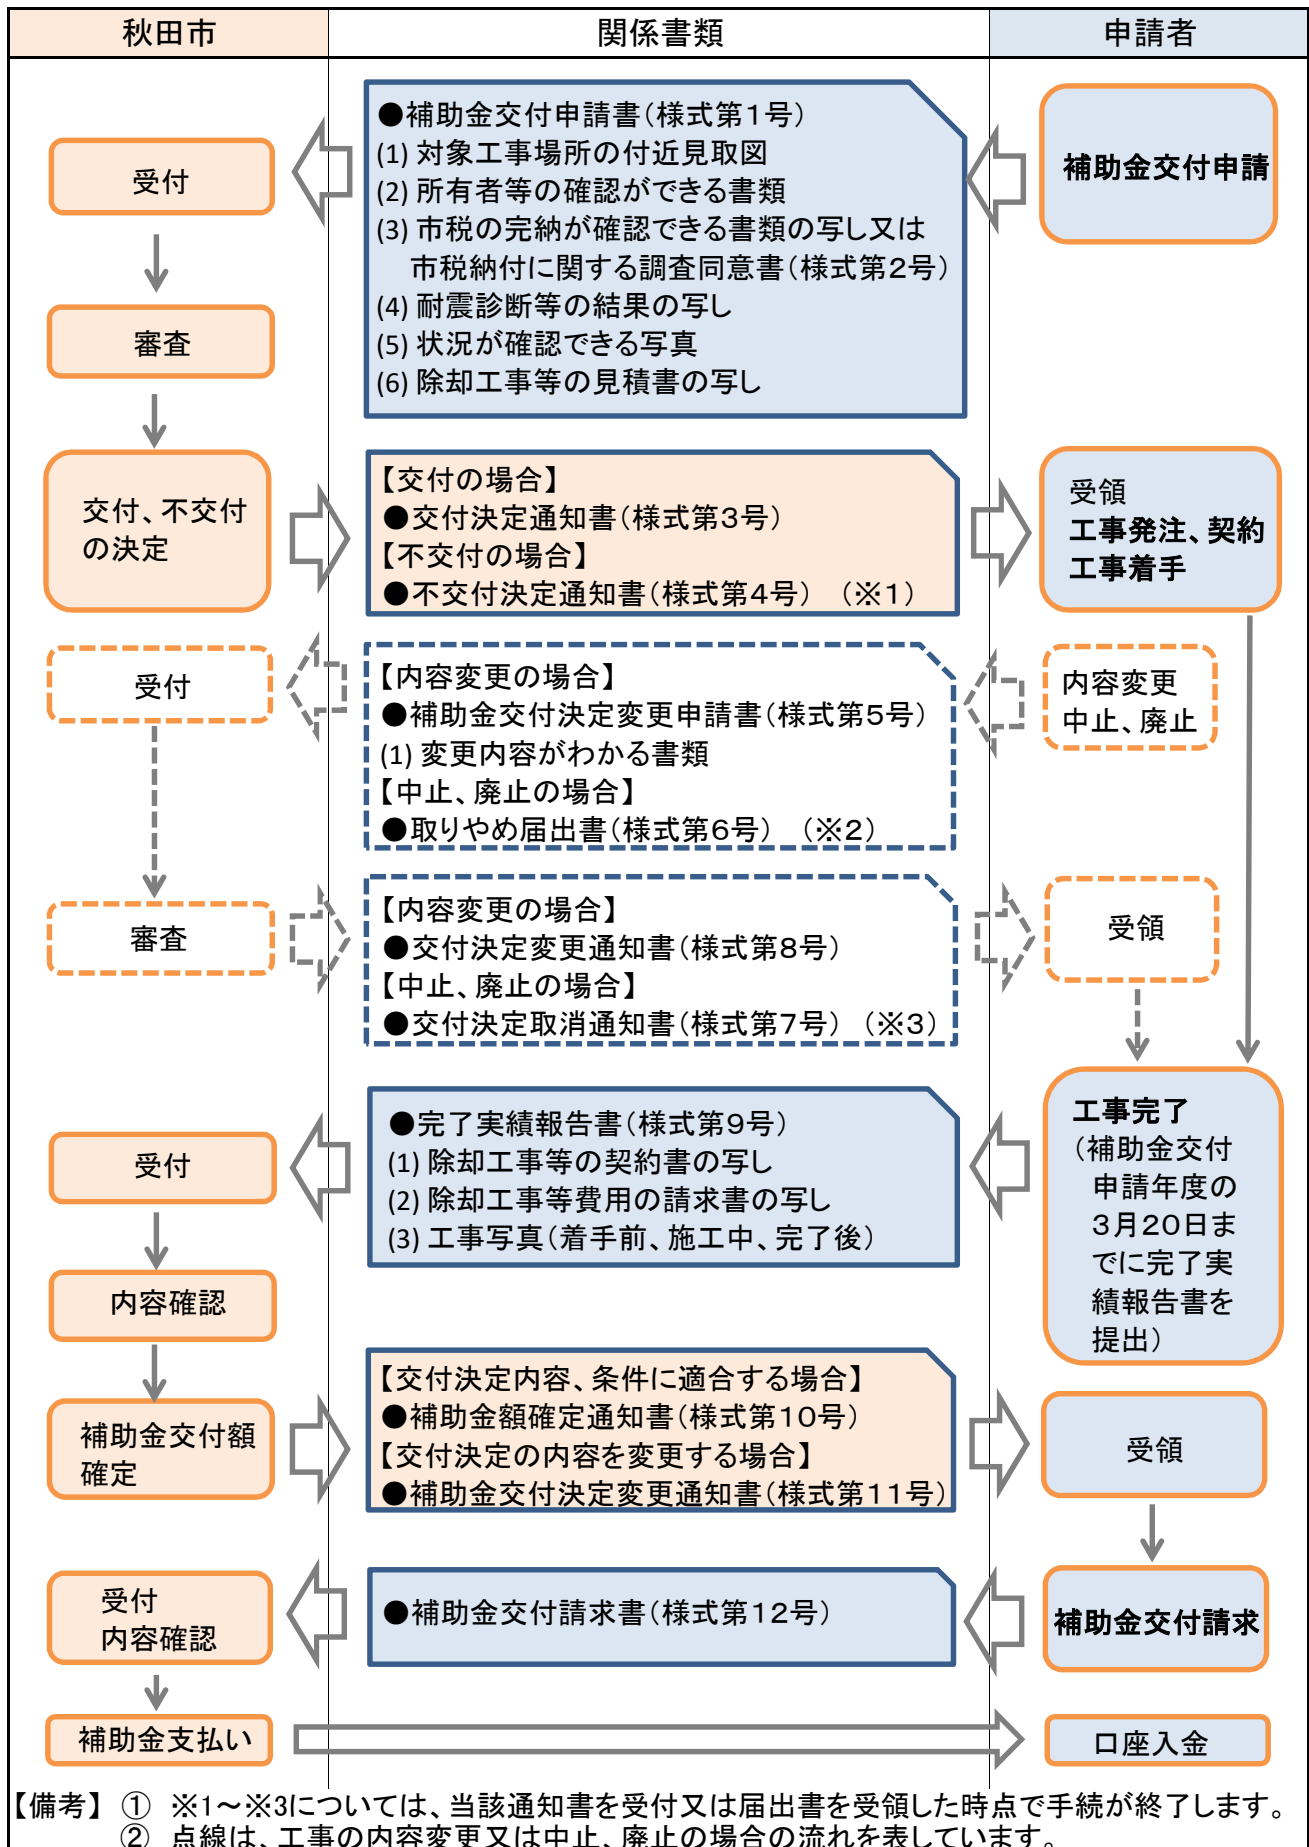 秋田市
関係書類
申請者
補助金交付申請
●補助金交付申請書（様式第１号）
(1) 対象工事場所の付近見取図
(2) 所有者等の確認ができる書類
(3) 市税の完納が確認できる書類の写し又は
市税納付に関する調査同意書（様式第２号）
(4) 耐震診断等の結果の写し
(5) 状況が確認できる写真
(6) 除却工事等の見積書の写し
受付
審査
交付、不交付
の決定
【交付の場合】
●交付決定通知書（様式第３号）
【不交付の場合】
●不交付決定通知書（様式第４号）　（※１）
受領
工事発注、契約
工事着手
内容変更
中止、廃止
【内容変更の場合】
●補助金交付決定変更申請書（様式第５号）
(1) 変更内容がわかる書類
【中止、廃止の場合】
●取りやめ届出書（様式第６号）　（※２）
受付
審査
【内容変更の場合】
●交付決定変更通知書（様式第８号）
【中止、廃止の場合】
●交付決定取消通知書（様式第７号）　（※３）
受領
工事完了
（補助金交付
申請年度の
３月２０日ま
でに完了実
績報告書を
提出）
●完了実績報告書（様式第９号）
(1) 除却工事等の契約書の写し
(2) 除却工事等費用の請求書の写し
(3) 工事写真（着手前、施工中、完了後）
受付
内容確認
補助金交付額
確定
【交付決定内容、条件に適合する場合】
●補助金額確定通知書（様式第１０号）
【交付決定の内容を変更する場合】
●補助金交付決定変更通知書（様式第１１号）
受領
補助金交付請求
●補助金交付請求書（様式第１２号）
受付
内容確認
補助金支払い
口座入金
【備考】　①　※1～※3については、当該通知書を受付又は届出書を受領した時点で手続が終了します。
②　点線は、工事の内容変更又は中止、廃止の場合の流れを表しています。